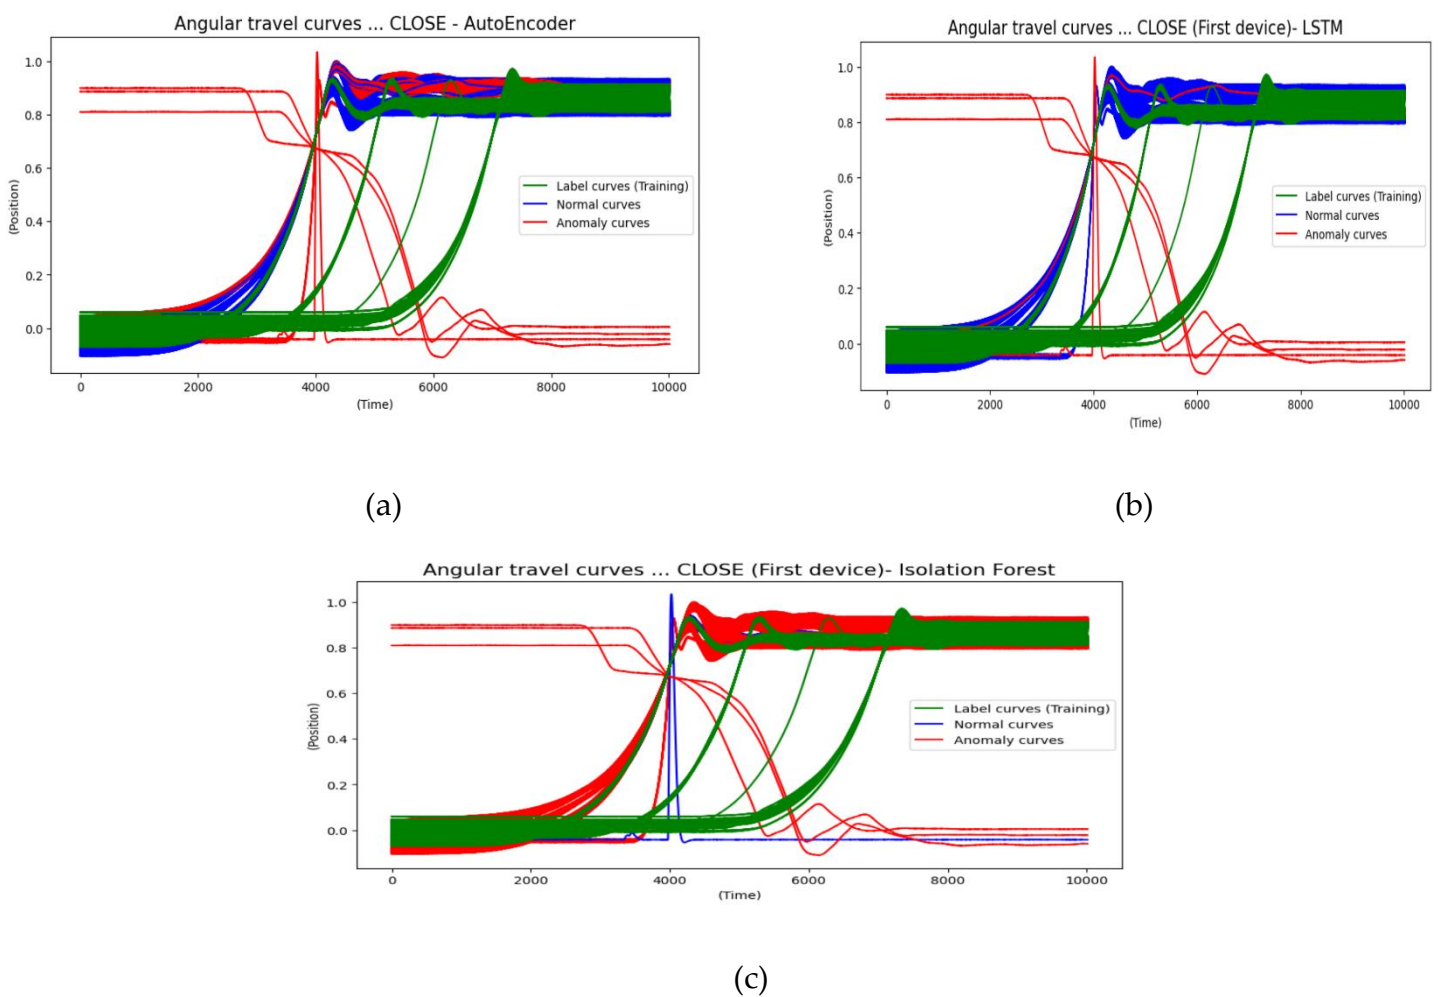 Angular travel curves ... CLOSE - AutoEncoder
1.0
0.8
0.6
0.4
0.2
0.0
(Position)
Label curves (Training)
Normal curves
Anomaly curves
0 2000 4000 6000 8000 10000
(Time)
(a)
Angular travel curves ... CLOSE (First device)- LSTM
1.0
0.8
0.6
0.4
0.2
0.0
(Position)
Label curves (Training)
Normal curves
Anomaly curves
0 2000 4000 6000 8000 10000
(Time)
(b)
Angular travel curves ... CLOSE (First device)- Isolation Forest
1.0
0.8
0.6
0.4
0.2
0.0
(Position)
Label curves (Training)
Normal curves
Anomaly curves
0 2000 4000 6000 8000 10000
(Time)
(c)